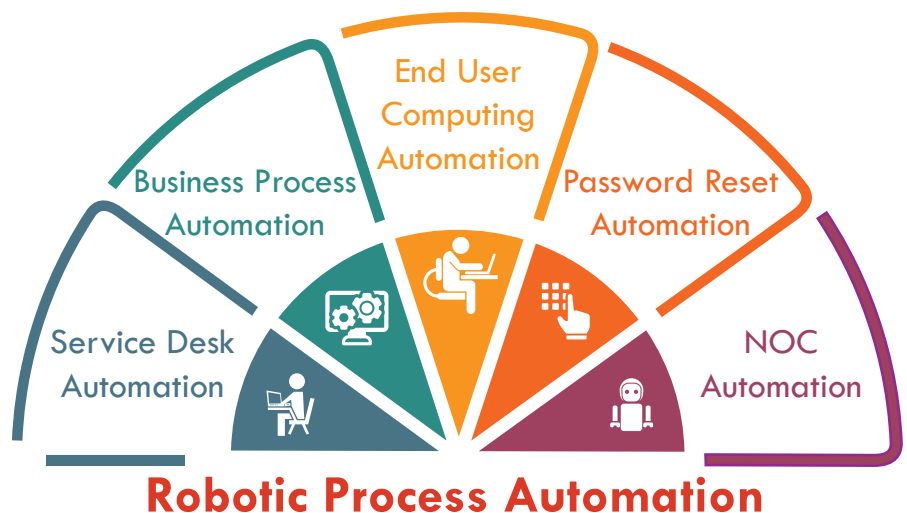 End User
Computing
Automation
Business Process
Automation
Password Reset
Automation
Service Desk
Automation
NOC
Automation
Robotic Process Automation